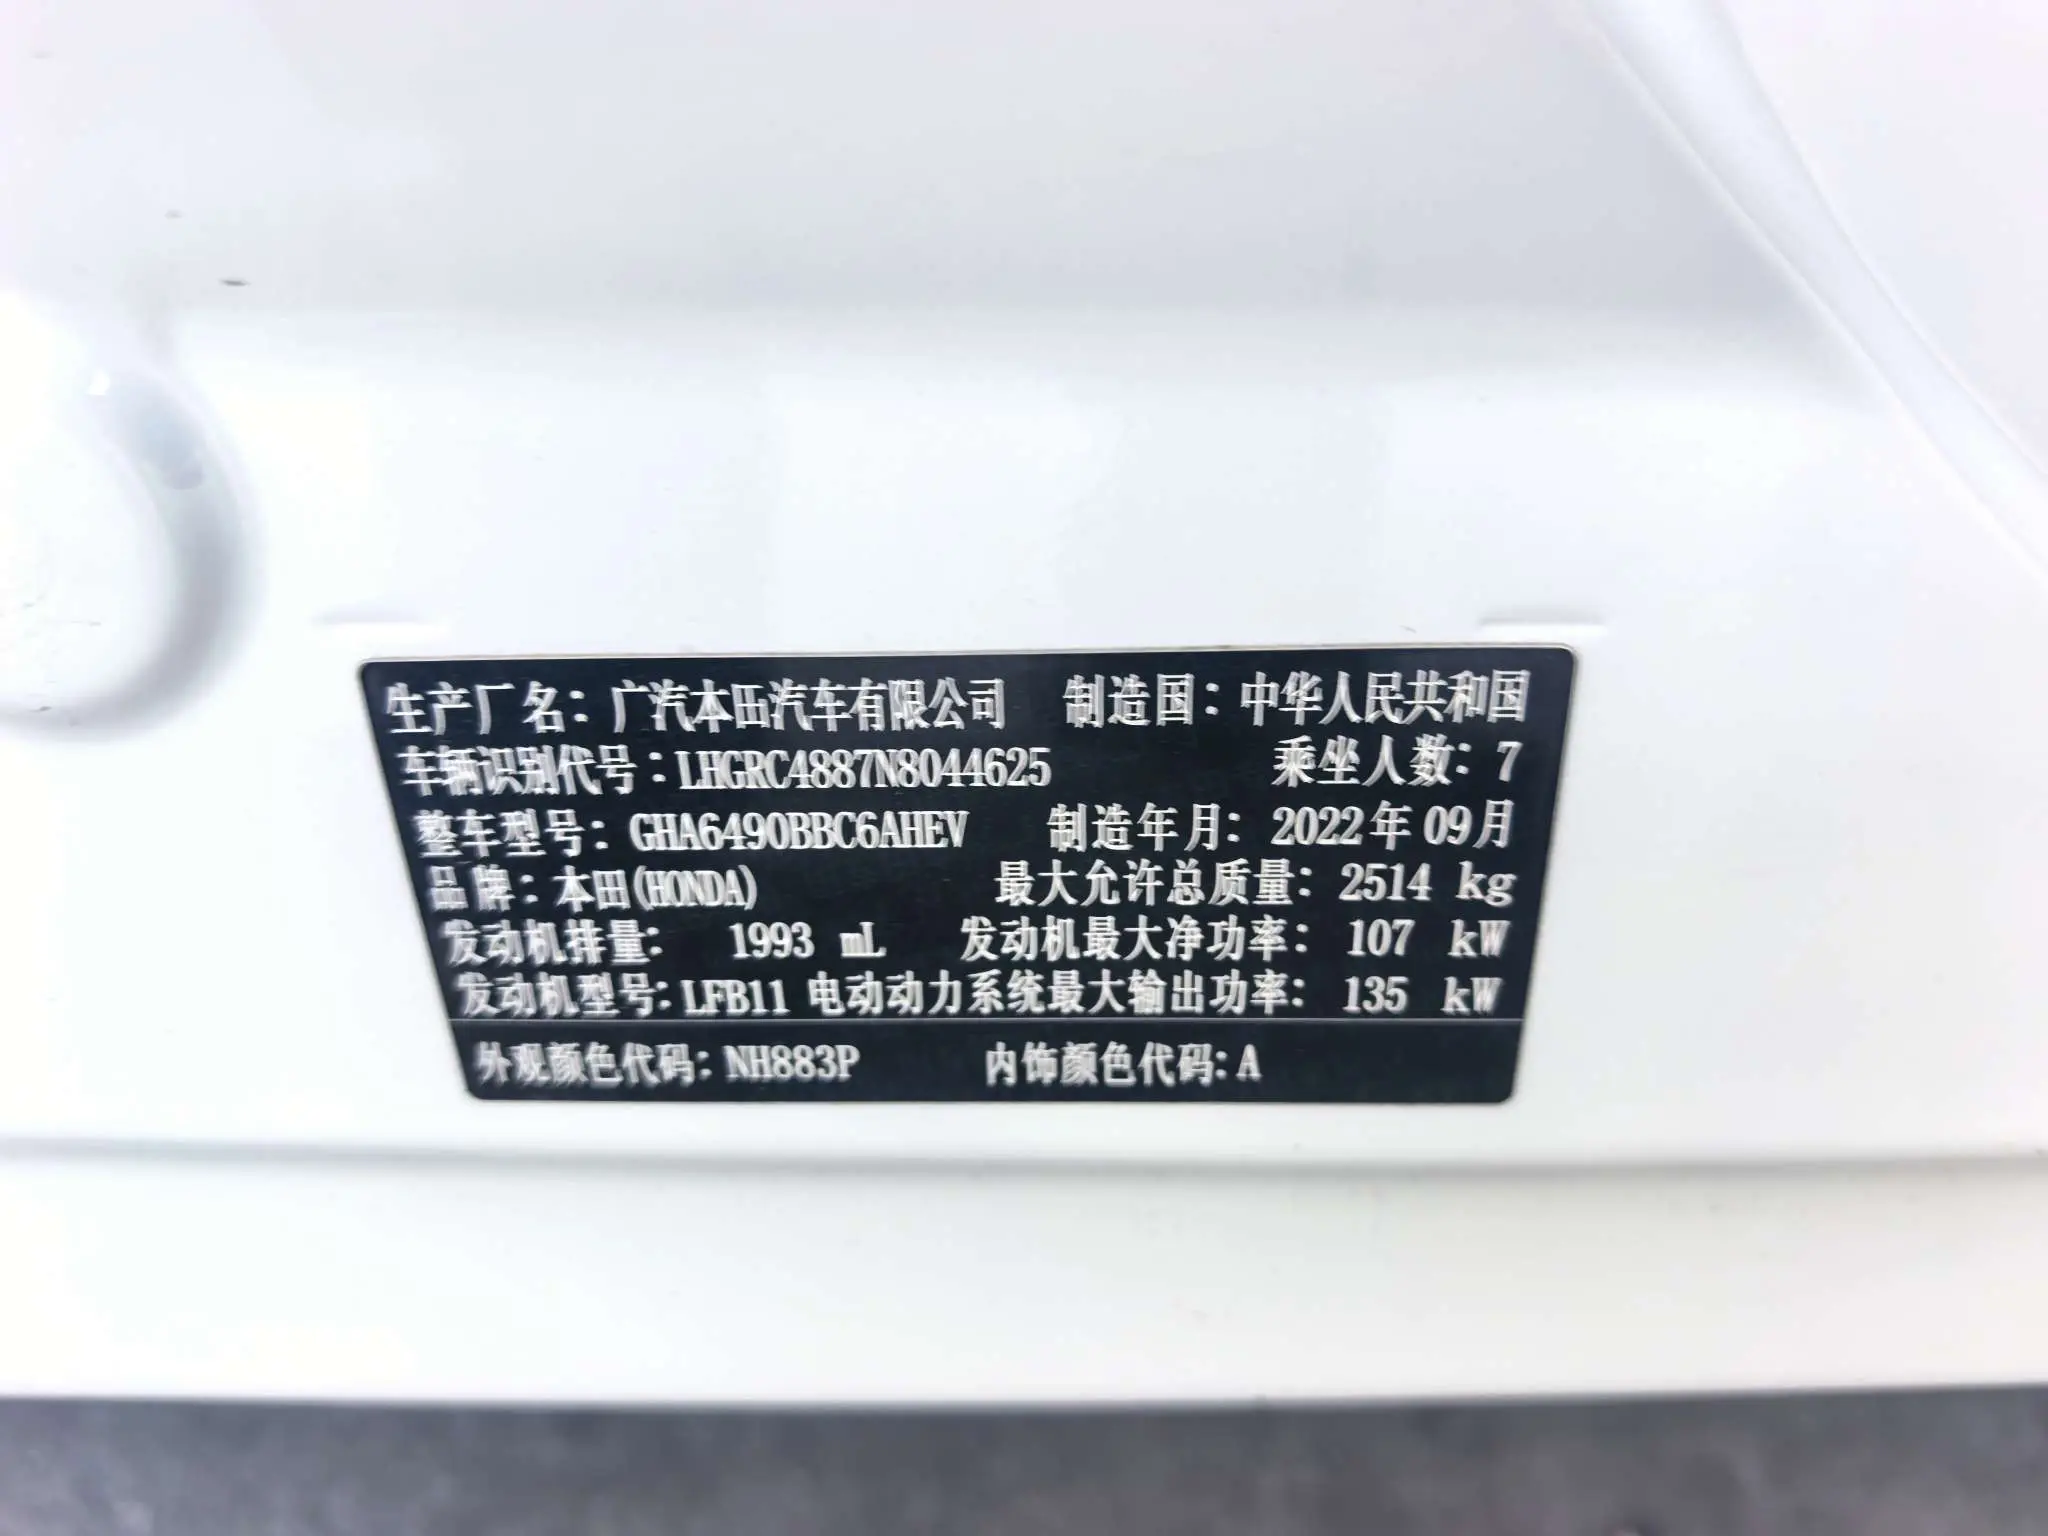 生产厂名：广汽本田汽车有限公司 制造国：中华人民共和国
车辆识别代号：LHGRC4887N8044625 乘坐人数：7
整车型号：GHA6490BBC6AHEV 制造年月：2022年09月
品牌：本田(HONDA) 最大允许总质量：2514 kg
发动机排量： 1993 mL 发动机最大净功率：107 kW
发动机型号：LFB11 电动动力系统最大输出功率：135 kW
外观颜色代码：NH883P 内饰颜色代码：A